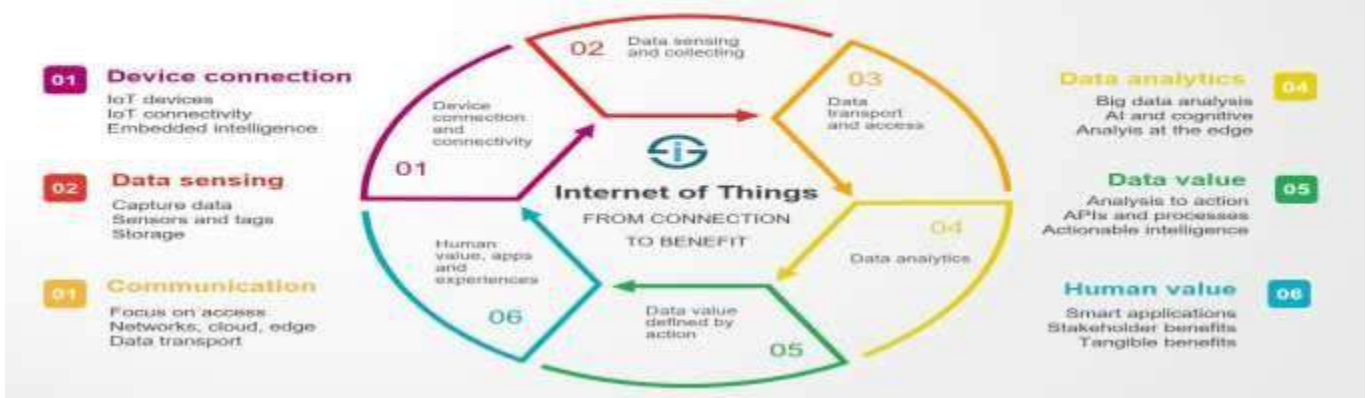 01 Device connection
IoT devices
IoT connectivity
Embedded intelligence
02 Data sensing
Capture data
Sensors and tags
Storage
01 Communication
Focus on access
Networks, cloud, edge
Data transport
01
Device
connection
and
connectivity
02
Data sensing
and collecting
03
Data
transport
and access
04
Data analytics
05
Data value
defined by
action
06
Human
value, apps
and
experiences
Internet of Things
FROM CONNECTION
TO BENEFIT
Data analytics 04
Big data analysis
AI and cognitive
Analyis at the edge
Data value 05
Analysis to action
APIs and processes
Actionable intelligence
Human value 06
Smart applications
Stakeholder benefits
Tangible benefits